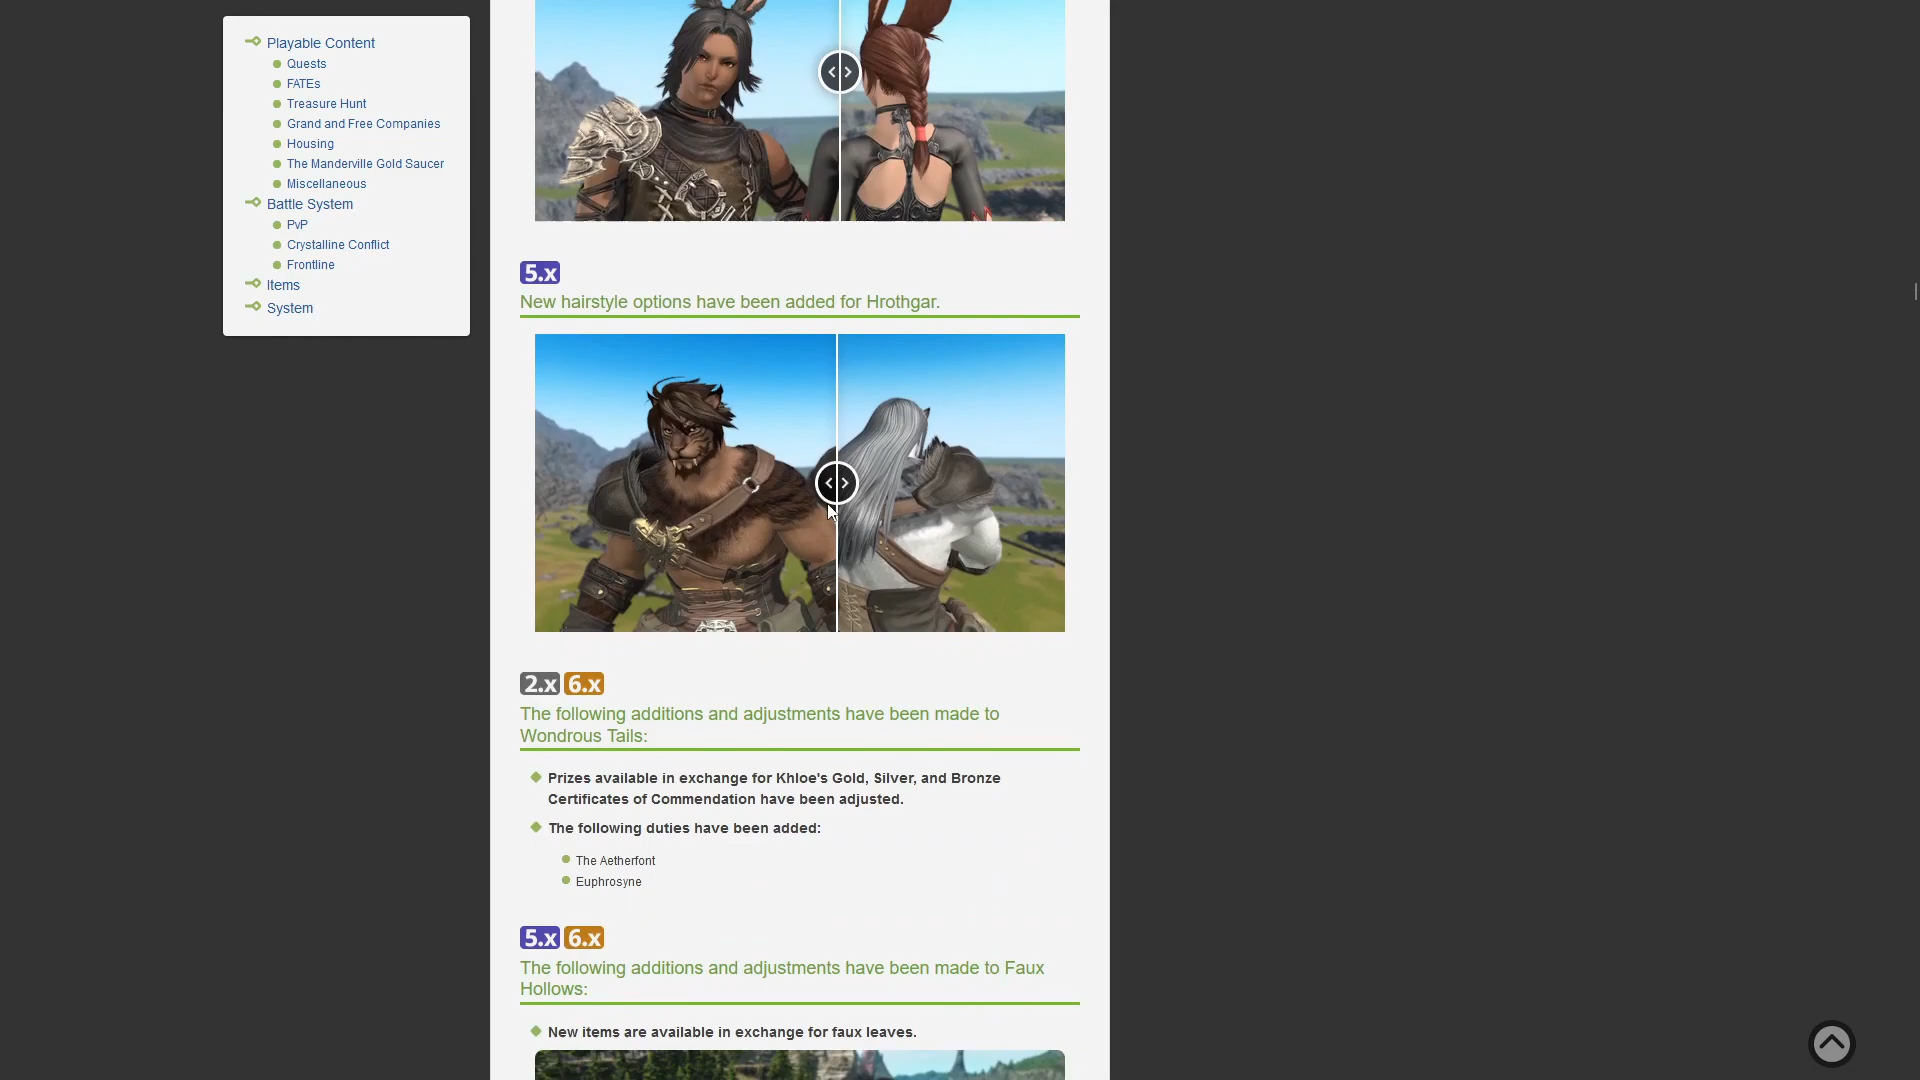 Playable Content
Quests
FATEs
Treasure Hunt
Grand and Free Companies
Housing
The Manderville Gold Saucer
Miscellaneous
Battle System
PvP
Crystalline Conflict
Frontline
Items
System
5.x
New hairstyle options have been added for Hrothgar.
2.x 6.x
The following additions and adjustments have been made to
Wondrous Tails:
Prizes available in exchange for Khloe's Gold, Silver, and Bronze
Certificates of Commendation have been adjusted.
The following duties have been added:
The Aetherfont
Euphrosyne
5.x 6.x
The following additions and adjustments have been made to Faux
Hollows:
New items are available in exchange for faux leaves.